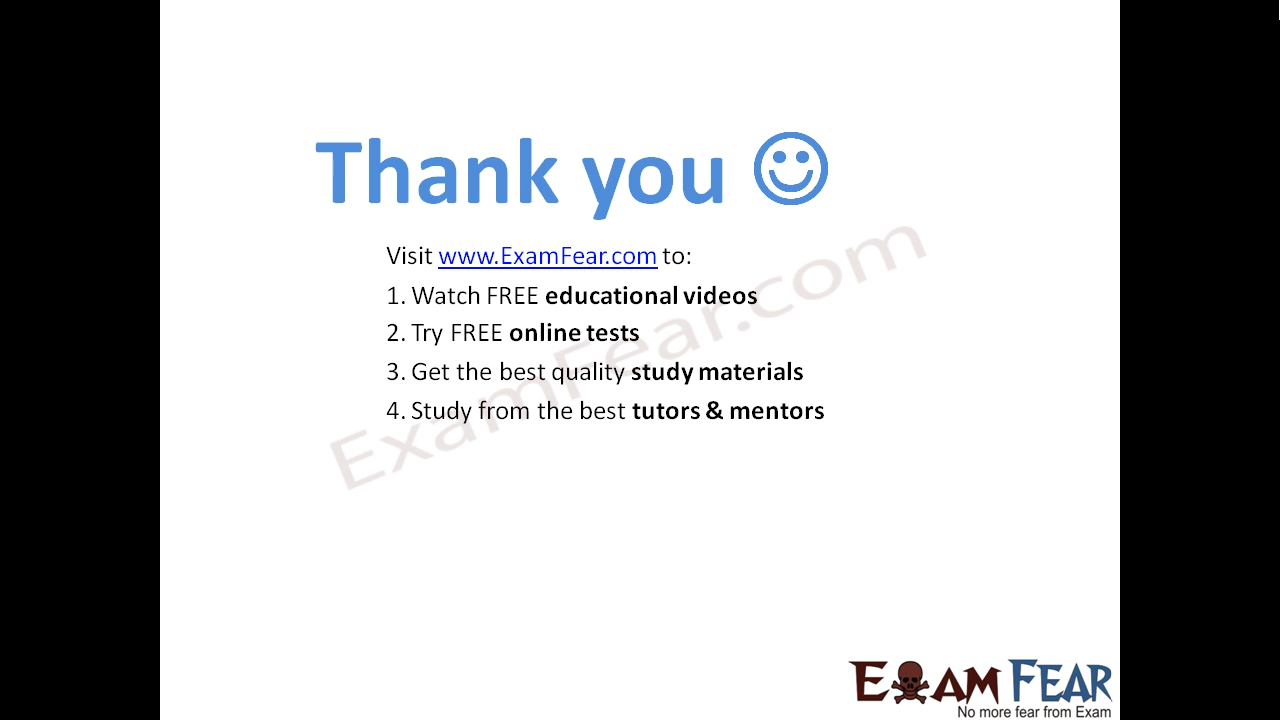 Thank you
Visit www.ExamFear.com to:
1. Watch FREE educational videos
2. Try FREE online tests
3. Get the best quality study materials
4. Study from the best tutors & mentors
ExamFear.com
EXAM FEAR
No more fear from Exam